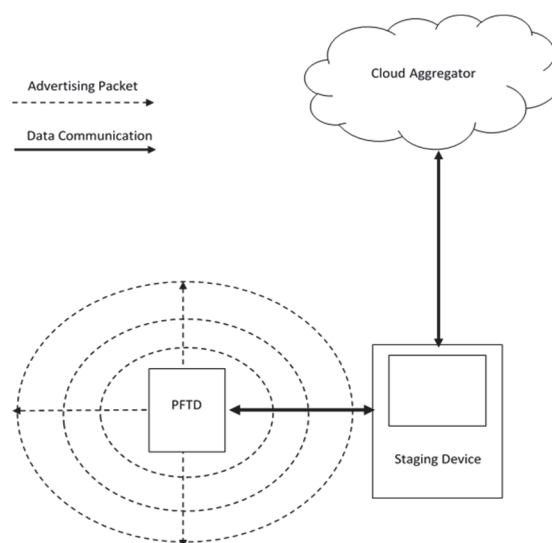 Cloud Aggregator
Advertising Packet
Data Communication
PFTD
Staging Device